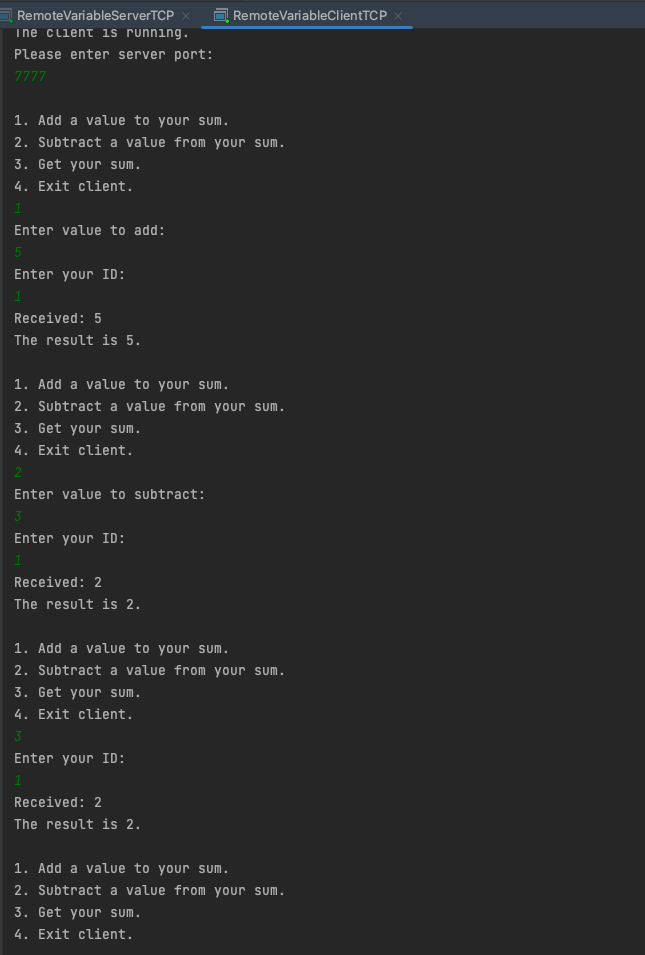 RemoteVariableServerTCP × RemoteVariableClientTCP ×
The client is running.
Please enter server port:
7777
1. Add a value to your sum.
2. Subtract a value from your sum.
3. Get your sum.
4. Exit client.
1
Enter value to add:
5
Enter your ID:
1
Received: 5
The result is 5.
1. Add a value to your sum.
2. Subtract a value from your sum.
3. Get your sum.
4. Exit client.
2
Enter value to subtract:
3
Enter your ID:
1
Received: 2
The result is 2.
1. Add a value to your sum.
2. Subtract a value from your sum.
3. Get your sum.
4. Exit client.
3
Enter your ID:
1
Received: 2
The result is 2.
1. Add a value to your sum.
2. Subtract a value from your sum.
3. Get your sum.
4. Exit client.